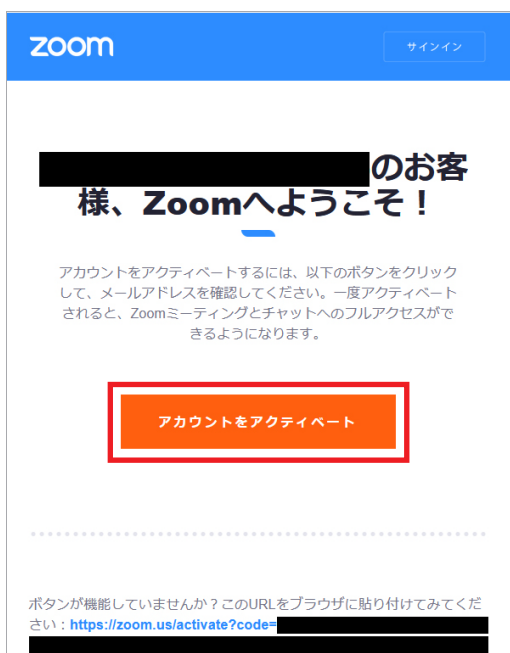 zoom
サインイン
のお客
様、Zoomへようこそ！
アカウントをアクティベートするには、以下のボタンをクリック
して、メールアドレスを確認してください。一度アクティベート
されると、Zoomミーティングとチャットへのフルアクセスがで
きるようになります。
アカウントをアクティベート
ボタンが機能していませんか？このURLをブラウザに貼り付けてみてくだ
さい：https://zoom.us/activate?code=